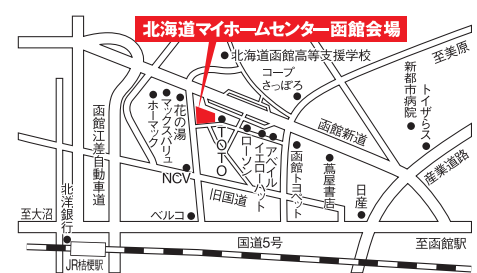 北海道マイホームセンター函館会場
北海道函館高等支援学校
至美原
コープ
さっぽろ
新都市病院
トイザらス
函館新道
産業道路
花の湯
マックスバリュ
ホーマック
函館江差自動車道
TOTO
ローソン
イエローハット
アベイル
函館トヨペット
蔦屋書店
日産
NCV
旧国道
北洋銀行
ベルコ
至大沼
国道5号
至函館駅
JR桔梗駅